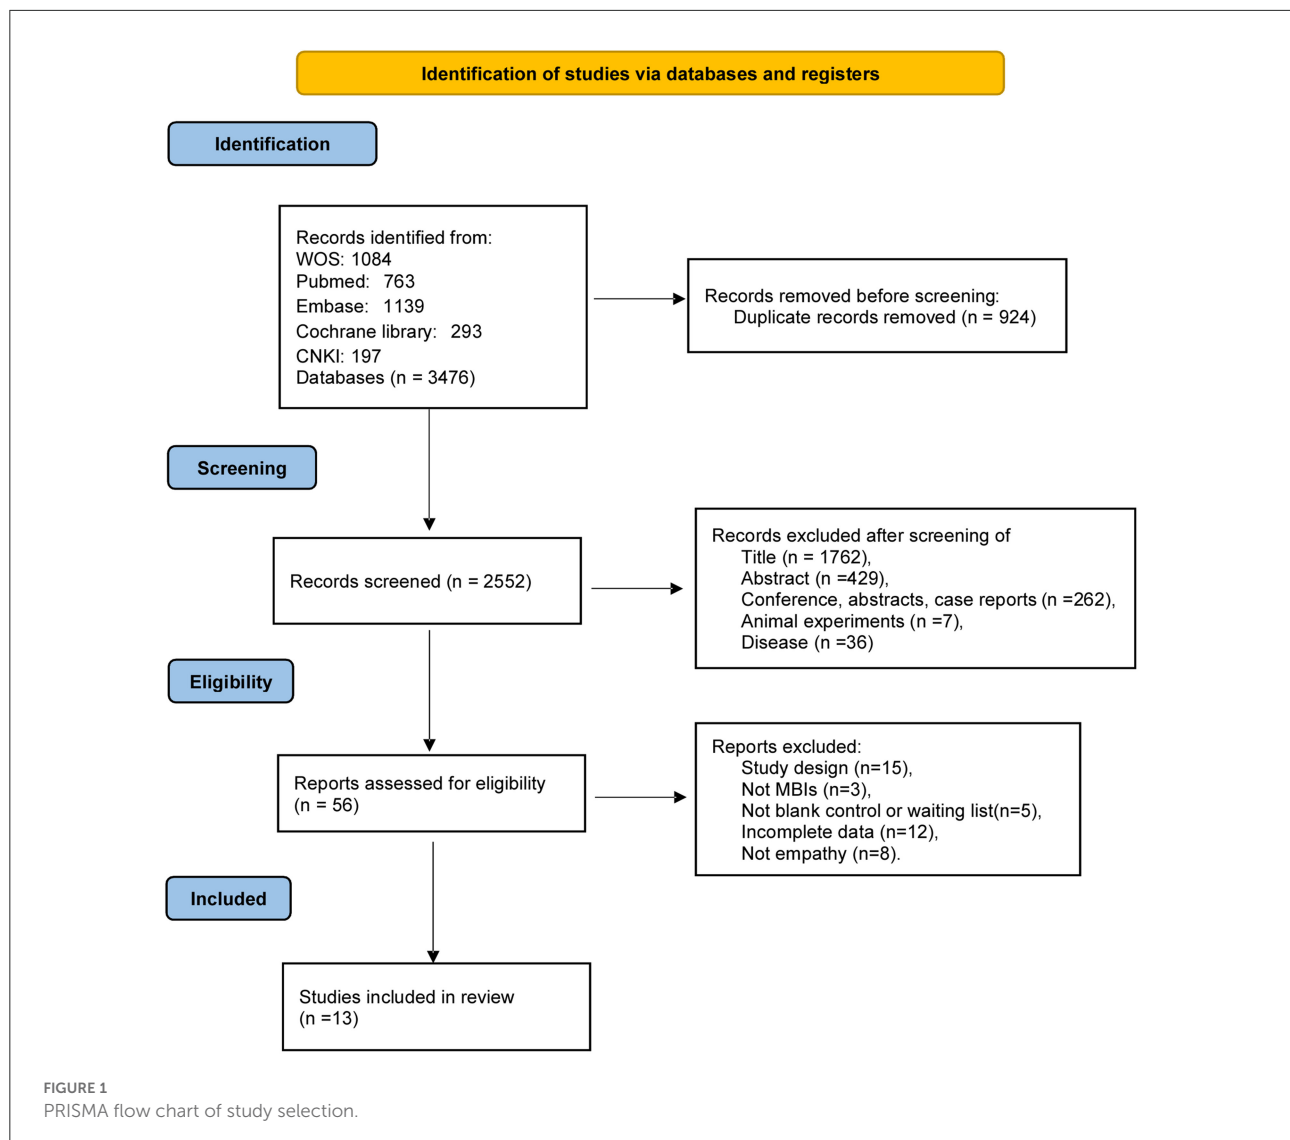 Identification of studies via databases and registers
Identification
Records identified from:
WOS: 1084
Pubmed: 763
Embase: 1139
Cochrane library: 293
CNKI: 197
Databases (n = 3476)
Records removed before screening:
Duplicate records removed (n = 924)
Screening
Records screened (n = 2552)
Records excluded after screening of
Title (n = 1762),
Abstract (n =429),
Conference, abstracts, case reports (n =262),
Animal experiments (n =7),
Disease (n =36)
Eligibility
Reports assessed for eligibility
(n = 56)
Reports excluded:
Study design (n=15),
Not MBIs (n=3),
Not blank control or waiting list(n=5),
Incomplete data (n=12),
Not empathy (n=8).
Included
Studies included in review
(n =13)
FIGURE 1
PRISMA flow chart of study selection.